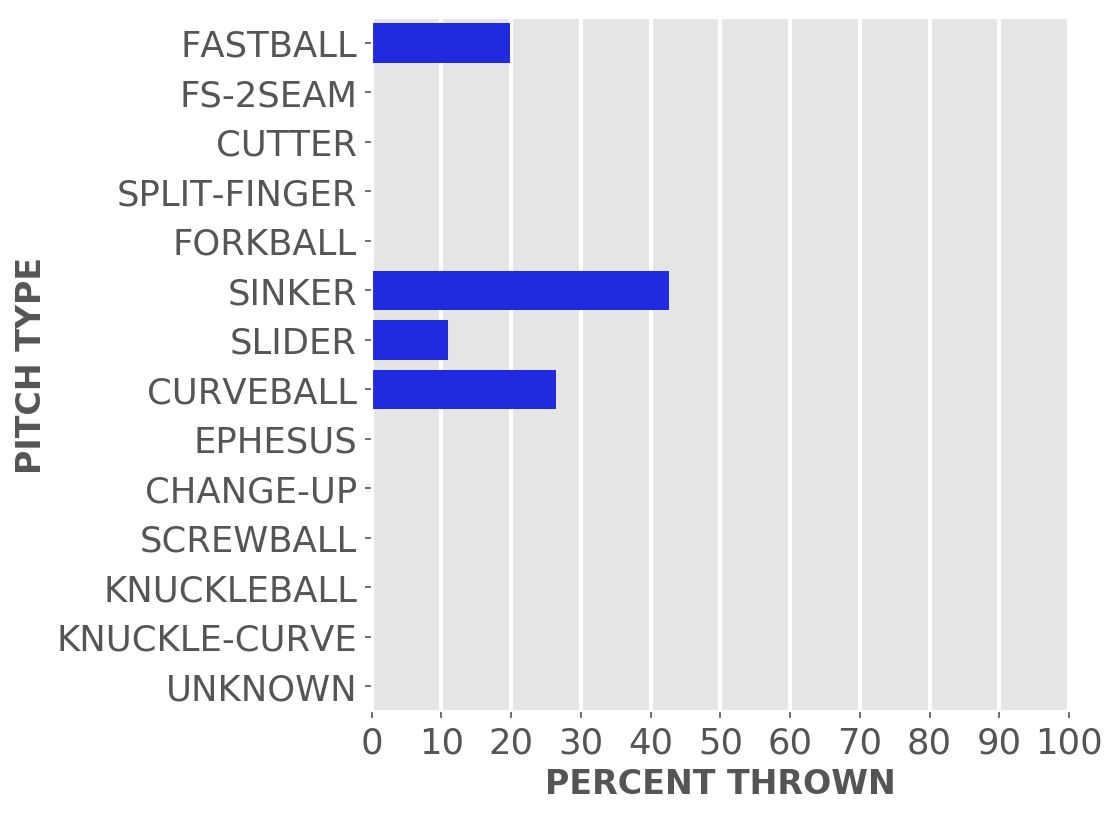 FASTBALL
FS-2SEAM
CUTTER
SPLIT-FINGER
FORKBALL
SINKER
SLIDER
CURVEBALL
EPHESUS
CHANGE-UP
SCREWBALL
KNUCKLEBALL
KNUCKLE-CURVE
UNKNOWN
PITCH TYPE
0 10 20 30 40 50 60 70 80 90 100
PERCENT THROWN